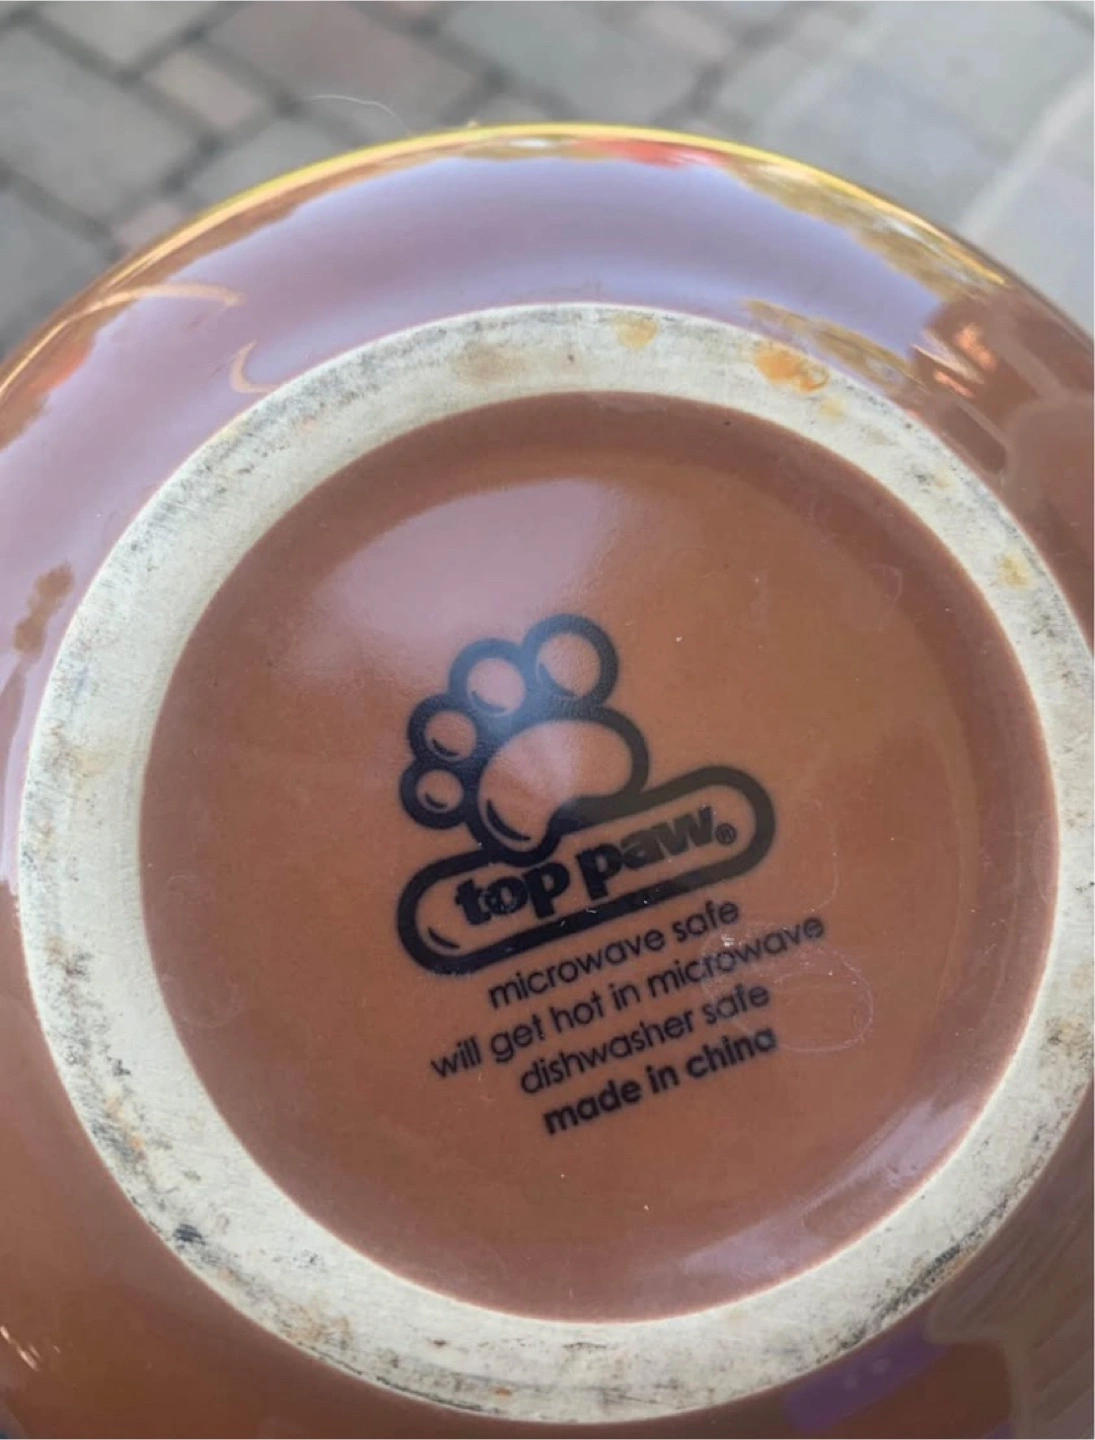 top paw®
microwave safe
will get hot in microwave
dishwasher safe
made in china